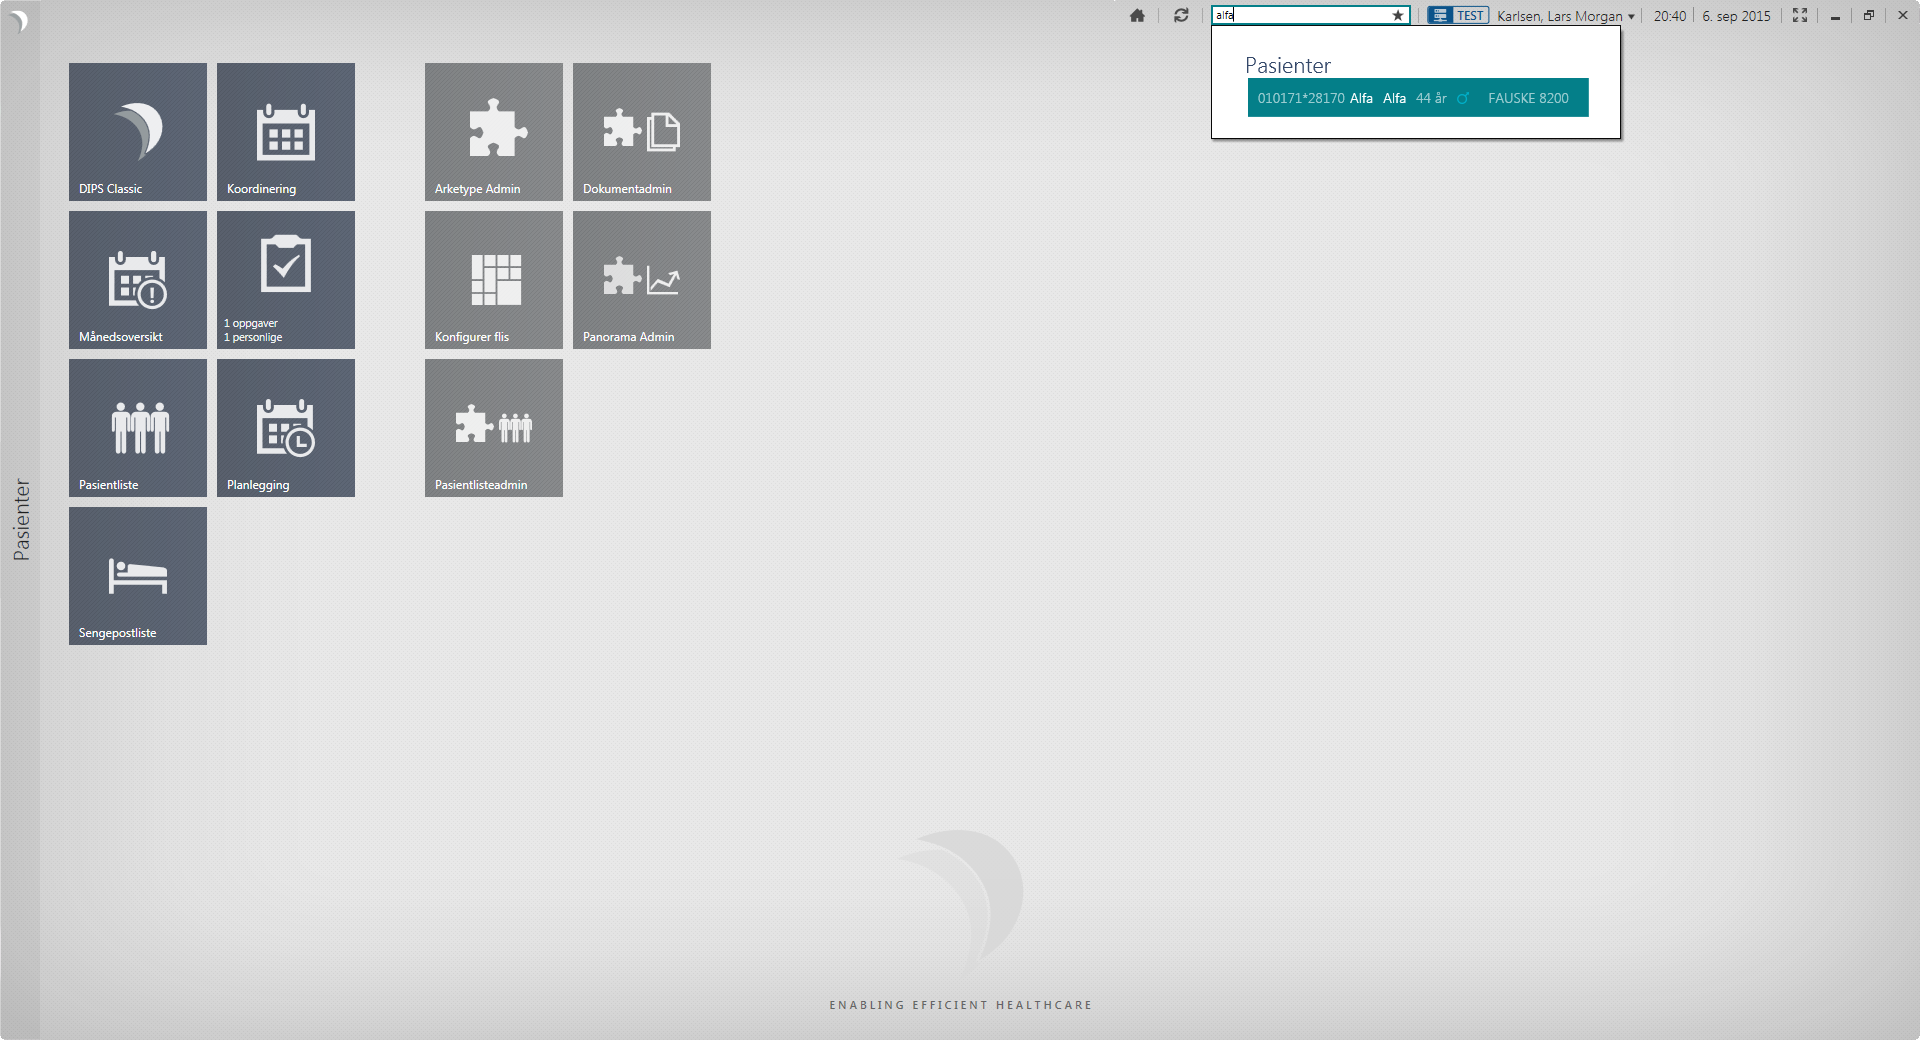 alfa
TEST
Karlsen, Lars Morgan
20:40
6. sep 2015
Pasienter
010171*28170 Alfa Alfa 44 år FAUSKE 8200
DIPS Classic
Koordinering
Arketype Admin
Dokumentadmin
Månedsoversikt
1 oppgaver
1 personlige
Konfigurer flis
Panorama Admin
Pasientliste
Planlegging
Pasientlisteadmin
Pasienter
Sengepostliste
ENABLING EFFICIENT HEALTHCARE